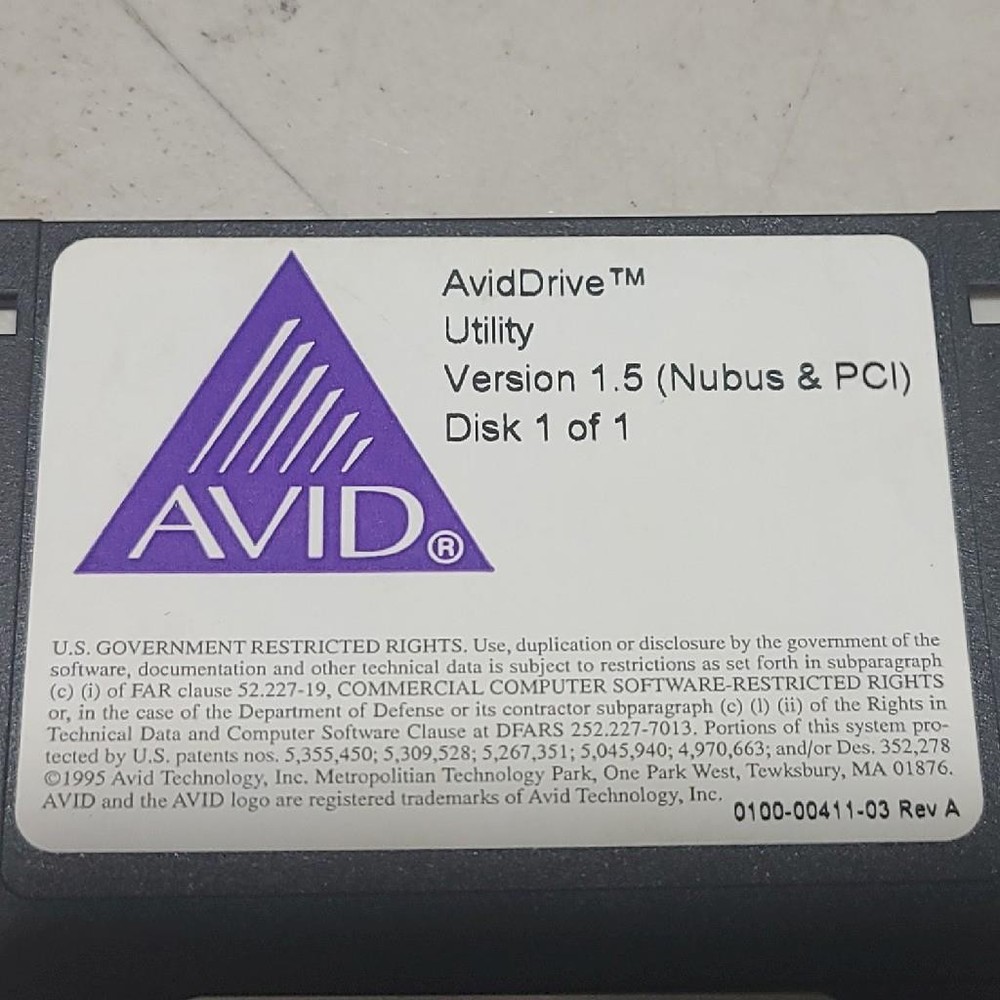 AvidDrive™
Utility
Version 1.5 (Nubus & PCI)
Disk 1 of 1
AVID®
U.S. GOVERNMENT RESTRICTED RIGHTS. Use, duplication or disclosure by the government of the
software, documentation and other technical data is subject to restrictions as set forth in subparagraph
(c) (i) of FAR clause 52.227-19, COMMERCIAL COMPUTER SOFTWARE-RESTRICTED RIGHTS
or, in the case of the Department of Defense or its contractor subparagraph (c) (l) (ii) of the Rights in
Technical Data and Computer Software Clause at DFARS 252.227-7013. Portions of this system pro-
tected by U.S. patents nos. 5,355,450; 5,309,528; 5,267,351; 5,045,940; 4,970,663; and/or Des. 352,278
©1995 Avid Technology, Inc. Metropolitian Technology Park, One Park West, Tewksbury, MA 01876.
AVID and the AVID logo are registered trademarks of Avid Technology, Inc.
0100-00411-03 Rev A